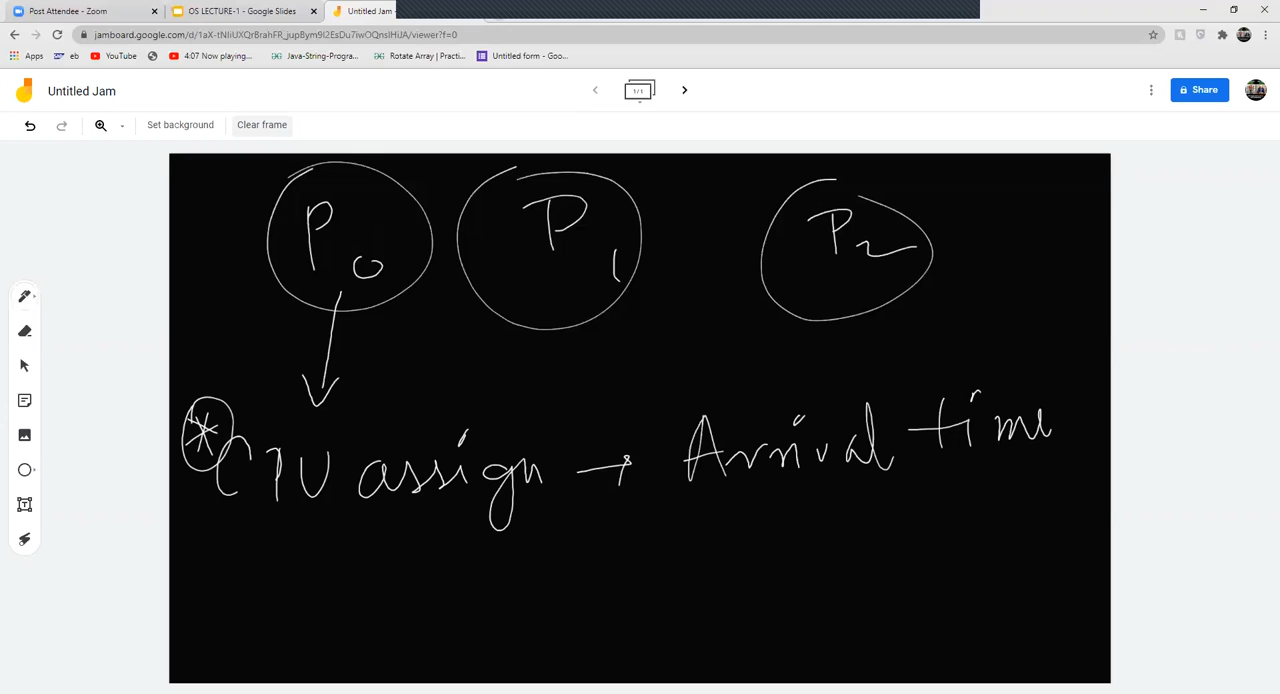 Post Attendee - Zoom
OS LECTURE-1 - Google Slides
Untitled Jam -
jamboard.google.com/d/1aX-tNIiUXQrBrahFR_jupBym9I2EsDu7iwOQnslHiJA/viewer?f=0
Apps eb YouTube 4:07 Now playing... Java-String-Progra... Rotate Array | Practi... Untitled form - Goo...
Untitled Jam
1/1
Share
Set background Clear frame
P0 P1 P2
*CPU assign → Arrival time